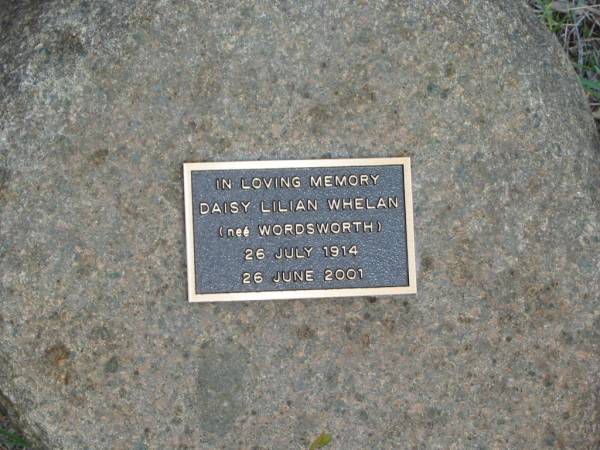 IN LOVING MEMORY
DAISY LILIAN WHELAN
(neé WORDSWORTH)
26 JULY 1914
26 JUNE 2001